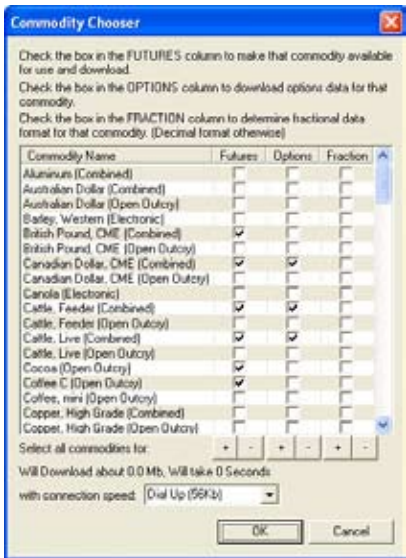 Commodity Chooser
Check the box in the FUTURES column to make that commodity available
for use and download.
Check the box in the OPTIONS column to download options data for that
commodity.
Check the box in the FRACTION column to determine fractional data
format for that commodity. (Decimal format otherwise)
Commodity Name Futures Options Fraction
Aluminum (Combined)
Australian Dollar (Combined)
Australian Dollar (Open Outcry)
Barley, Western (Electronic)
British Pound, CME (Combined)
British Pound, CME (Open Outcry)
Canadian Dollar, CME (Combined)
Canadian Dollar, CME (Open Outcry)
Canola (Electronic)
Cattle, Feeder (Combined)
Cattle, Feeder (Open Outcry)
Cattle, Live (Combined)
Cattle, Live (Open Outcry)
Cocoa (Open Outcry)
Coffee C (Open Outcry)
Coffee, mini (Open Outcry)
Copper, High Grade (Combined)
Copper, High Grade (Open Outcry)
Select all commodities for: + - + - + -
Will Download about 0.0 Mb, Will take 0 Seconds
with connection speed: Dial Up (56Kb)
OK Cancel